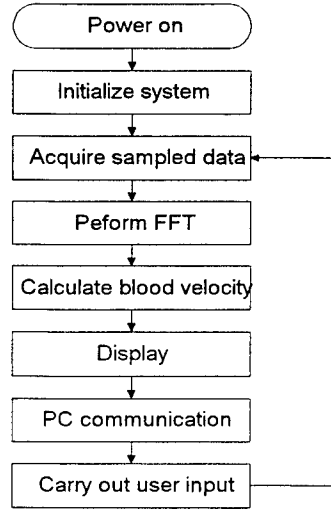 Power on
Initialize system
Acquire sampled data
Peform FFT
Calculate blood velocity
Display
PC communication
Carry out user input